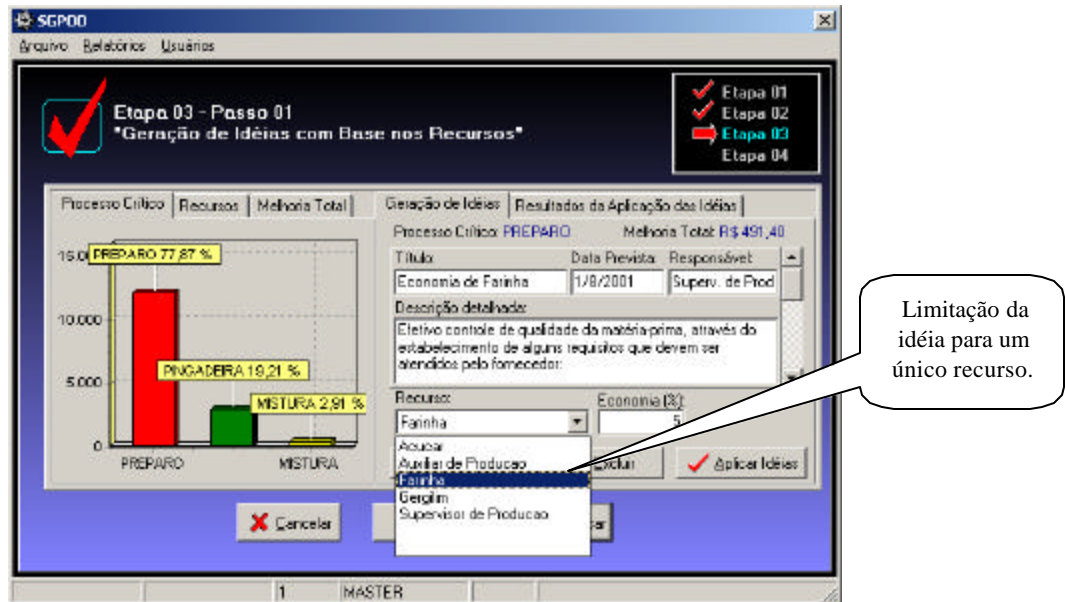 SGPOO
Arquivo Relatórios Usuários
Etapa 03 - Passo 01
"Geração de Idéias com Base nos Recursos"
Etapa 01
Etapa 02
Etapa 03
Etapa 04
Processo Crítico Recursos Melhoria Total
PREPARO 77,87 %
10.000
PINGADEIRA 19,21 %
5.000
MISTURA 2,91 %
0
PREPARO MISTURA
Geração de Idéias Resultados da Aplicação das Idéias
Processo Crítico: PREPARO Melhoria Total: R$ 491,40
Título: Data Prevista: Responsável:
Economia de Farinha 1/8/2001 Superv. de Prod
Descrição detalhada:
Efetivo controle de qualidade da matéria-prima, através do
estabelecimento de alguns requisitos que devem ser
atendidos pelo fornecedor:
Recurso: Economia (%):
Farinha 5
Acucar
Auxiliar de Producao
Farinha
Gergilim
Supervisor de Producao
Excluir Aplicar Idéias
Cancelar
1 MASTER
Limitação da
idéia para um
único recurso.